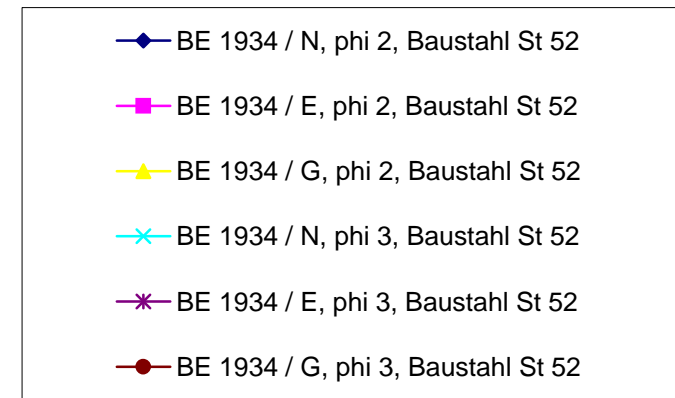 BE 1934 / N, phi 2, Baustahl St 52
BE 1934 / E, phi 2, Baustahl St 52
BE 1934 / G, phi 2, Baustahl St 52
BE 1934 / N, phi 3, Baustahl St 52
BE 1934 / E, phi 3, Baustahl St 52
BE 1934 / G, phi 3, Baustahl St 52